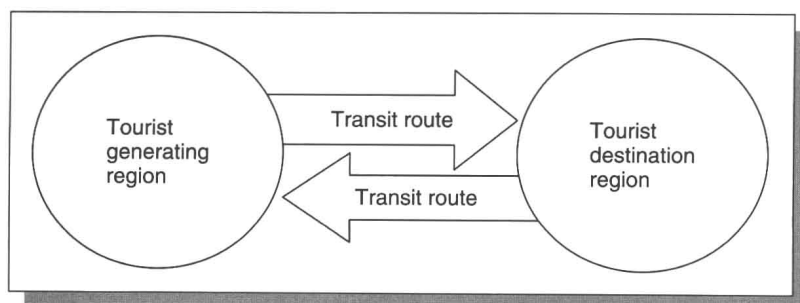 Tourist
generating
region
Transit route
Transit route
Tourist
destination
region